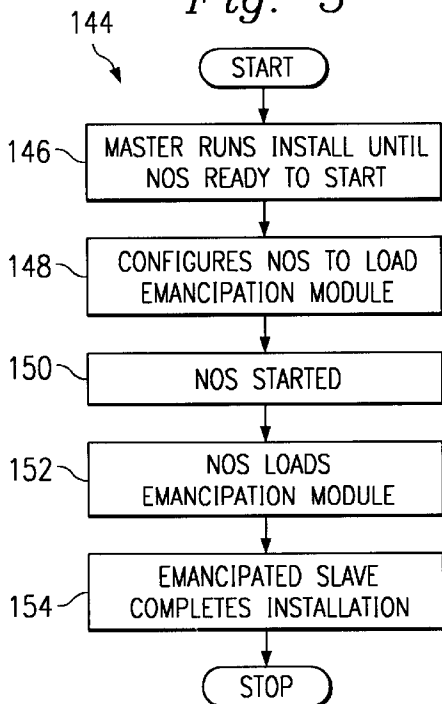 Fig. 5
144
START
146
MASTER RUNS INSTALL UNTIL
NOS READY TO START
148
CONFIGURES NOS TO LOAD
EMANCIPATION MODULE
150
NOS STARTED
152
NOS LOADS
EMANCIPATION MODULE
154
EMANCIPATED SLAVE
COMPLETES INSTALLATION
STOP